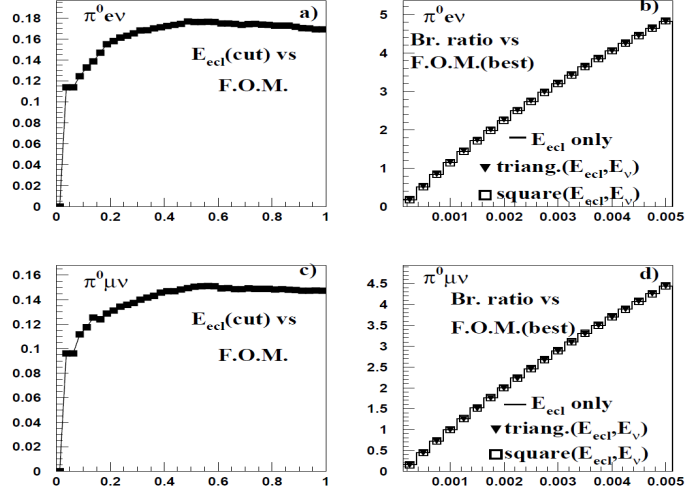 π⁰eν
a)
E_ecl(cut) vs
F.O.M.
0.18
0.16
0.14
0.12
0.1
0.08
0.06
0.04
0.02
0
0 0.2 0.4 0.6 0.8 1
π⁰eν
b)
Br. ratio vs
F.O.M.(best)
E_ecl only
triang.(E_ecl,E_ν)
square(E_ecl,E_ν)
5
4
3
2
1
0
0.001 0.002 0.003 0.004 0.005
π⁰μν
c)
E_ecl(cut) vs
F.O.M.
0.16
0.14
0.12
0.1
0.08
0.06
0.04
0.02
0
0 0.2 0.4 0.6 0.8 1
π⁰μν
d)
Br. ratio vs
F.O.M.(best)
E_ecl only
triang.(E_ecl,E_ν)
square(E_ecl,E_ν)
4.5
4
3.5
3
2.5
2
1.5
1
0.5
0
0.001 0.002 0.003 0.004 0.005